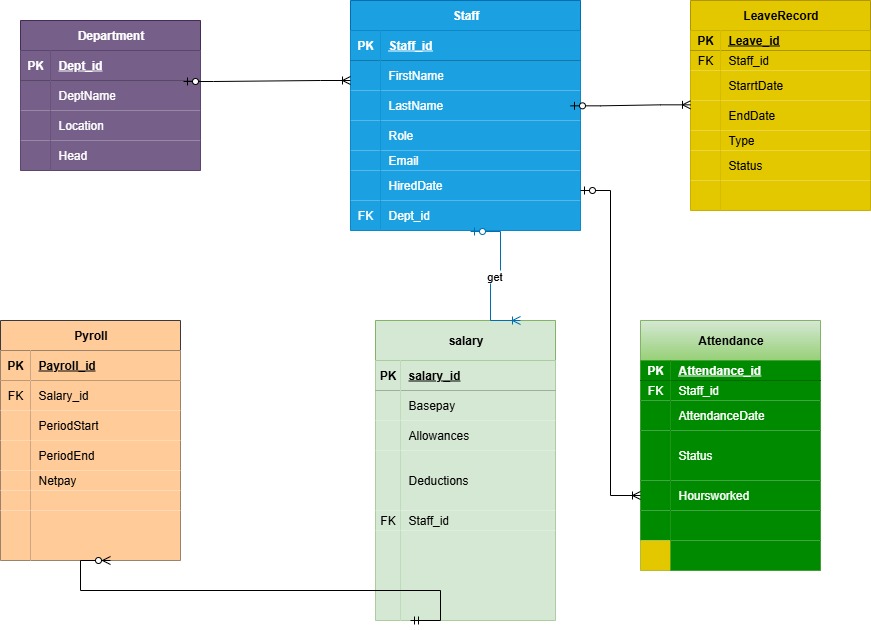 Department
PK Dept_id
DeptName
Location
Head
Staff
PK Staff_id
FirstName
LastName
Role
Email
HiredDate
FK Dept_id
LeaveRecord
PK Leave_id
FK Staff_id
StarrtDate
EndDate
Type
Status
get
Pyroll
PK Payroll_id
FK Salary_id
PeriodStart
PeriodEnd
Netpay
salary
PK salary_id
Basepay
Allowances
Deductions
FK Staff_id
Attendance
PK Attendance_id
FK Staff_id
AttendanceDate
Status
Hoursworked